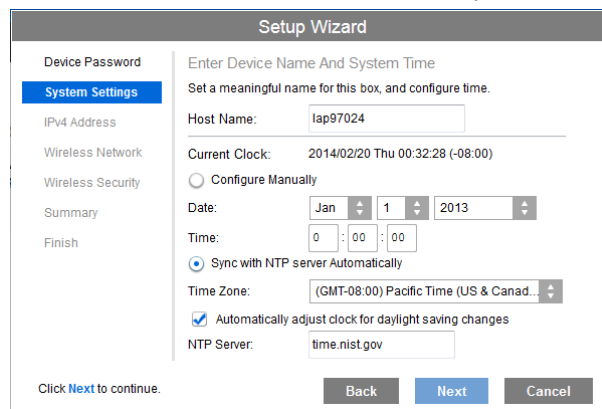 Setup Wizard
Device Password
System Settings
IPv4 Address
Wireless Network
Wireless Security
Summary
Finish
Enter Device Name And System Time
Set a meaningful name for this box, and configure time.
Host Name: lap97024
Current Clock: 2014/02/20 Thu 00:32:28 (-08:00)
Configure Manually
Date: Jan 1 2013
Time: 0 : 00 : 00
Sync with NTP server Automatically
Time Zone: (GMT-08:00) Pacific Time (US & Canad...
Automatically adjust clock for daylight saving changes
NTP Server: time.nist.gov
Click Next to continue.
Back Next Cancel